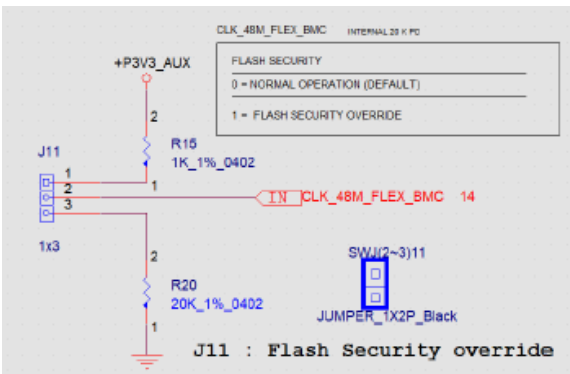 CLK_48M_FLEX_BMC INTERNAL 20 K PD
FLASH SECURITY
0 = NORMAL OPERATION (DEFAULT)
1 = FLASH SECURITY OVERRIDE
+P3V3_AUX
2
R15
1K_1%_0402
1
J11
1
2
3
1x3
IN CLK_48M_FLEX_BMC 14
2
R20
20K_1%_0402
1
SWJ(2~3)11
JUMPER_1X2P_Black
J11 : Flash Security override